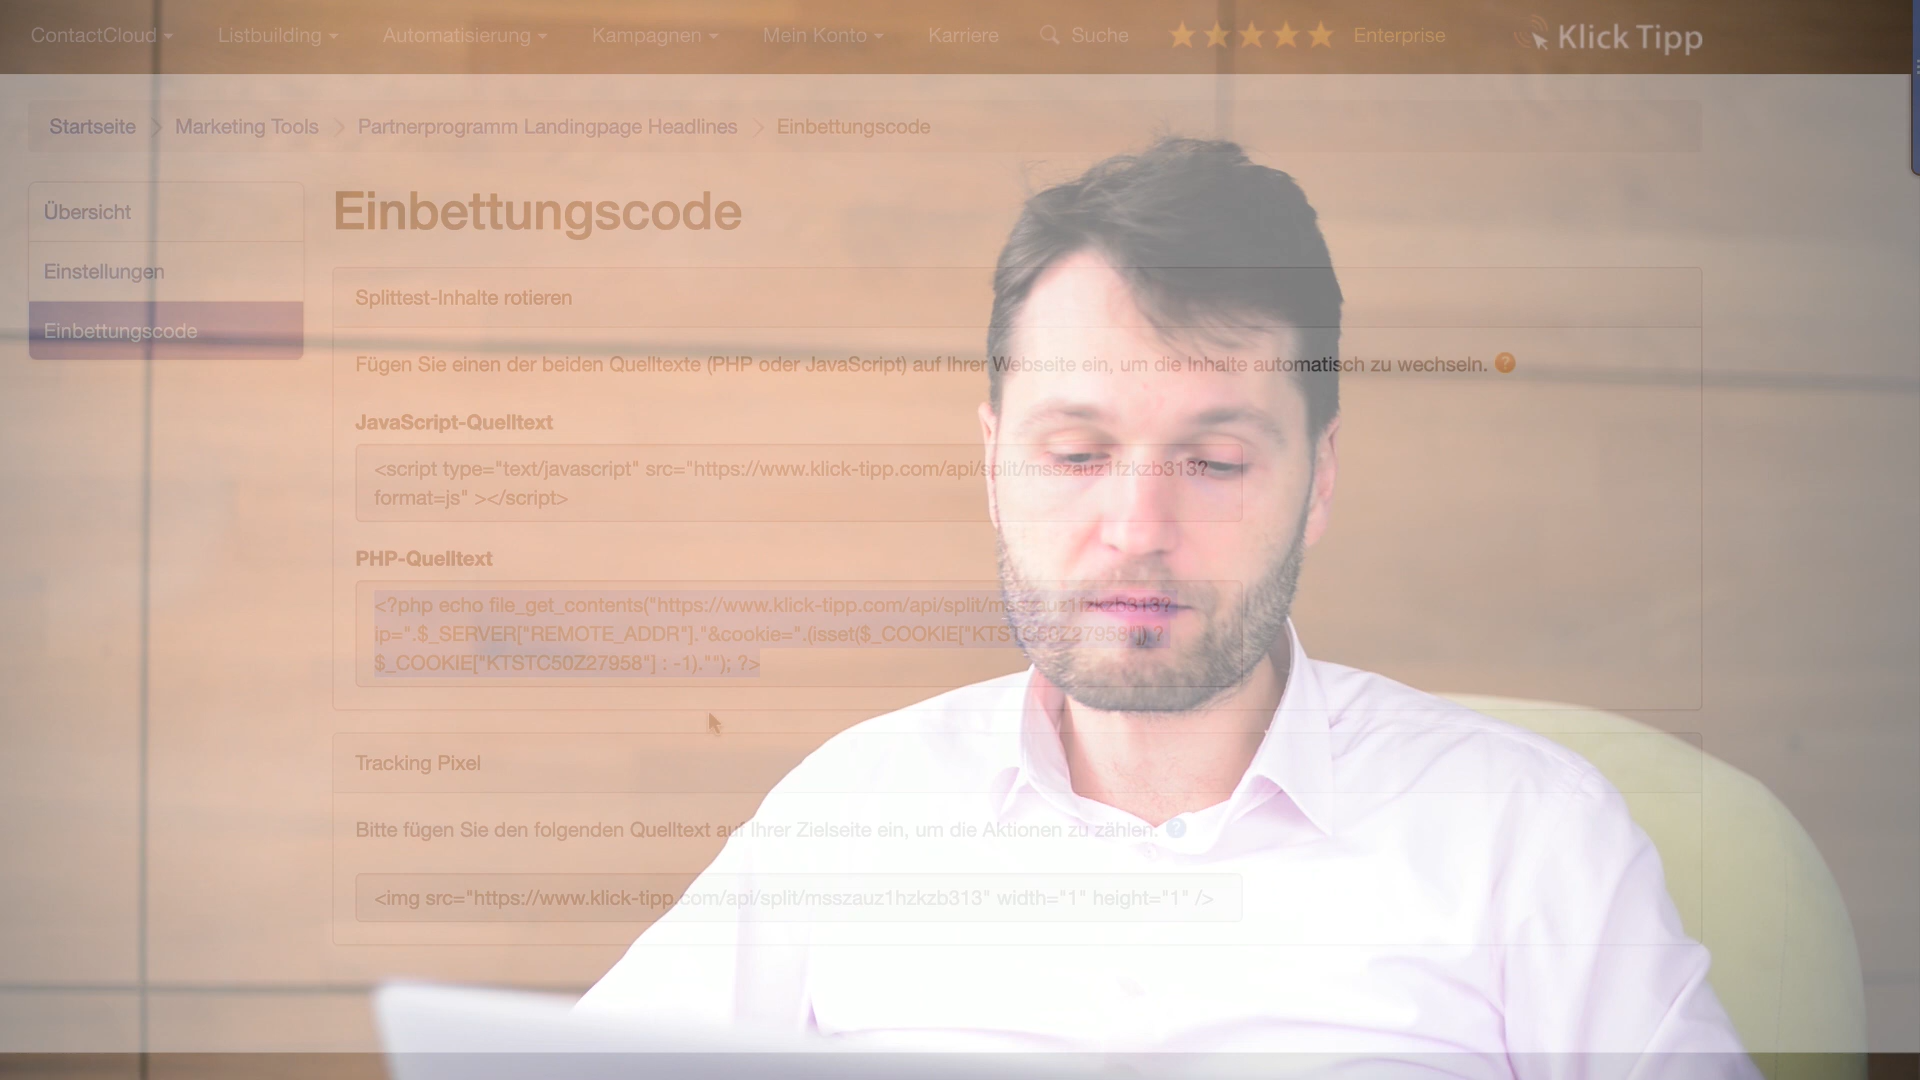 ContactCloud
Listbuilding
Automatisierung
Kampagnen
Mein Konto
Karriere
Suche
Enterprise
Klick Tipp
Startseite
Marketing Tools
Partnerprogramm Landingpage Headlines
Einbettungscode
Übersicht
Einstellungen
Einbettungscode
Einbettungscode
Splittest-Inhalte rotieren
Fügen Sie einen der beiden Quelltexte (PHP oder JavaScript) auf Ihrer Webseite ein, um die Inhalte automatisch zu wechseln. ?
JavaScript-Quelltext
<script type="text/javascript" src="https://www.klick-tipp.com/api/split/msszauz1fzkzb313?
format=js" ></script>
PHP-Quelltext
<?php echo file_get_contents("https://www.klick-tipp.com/api/split/msszauz1fzkzb313?
ip=".$_SERVER["REMOTE_ADDR"]."&cookie=".(isset($_COOKIE["KTSTC50Z27958"]) ?
$_COOKIE["KTSTC50Z27958"] : -1).""); ?>
Tracking Pixel
Bitte fügen Sie den folgenden Quelltext auf Ihrer Zielseite ein, um die Aktionen zu zählen. ?
<img src="https://www.klick-tipp.com/api/split/msszauz1hzkzb313" width="1" height="1" />